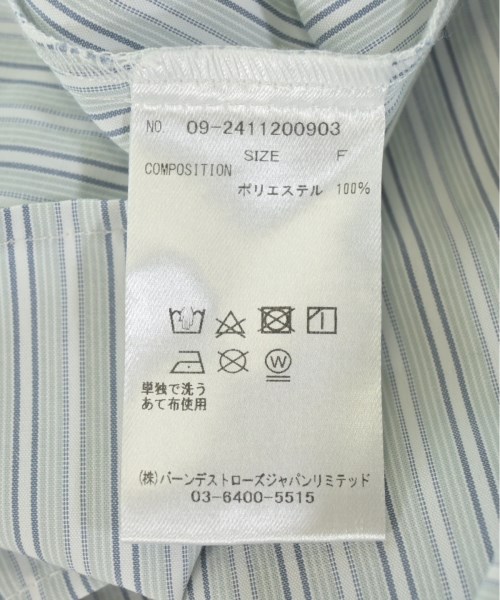 NO. 09-2411200903
SIZE F
COMPOSITION
ポリエステル 100%
W
単独で洗う
あて布使用
(株)バーンデストローズジャパンリミテッド
03-6400-5515